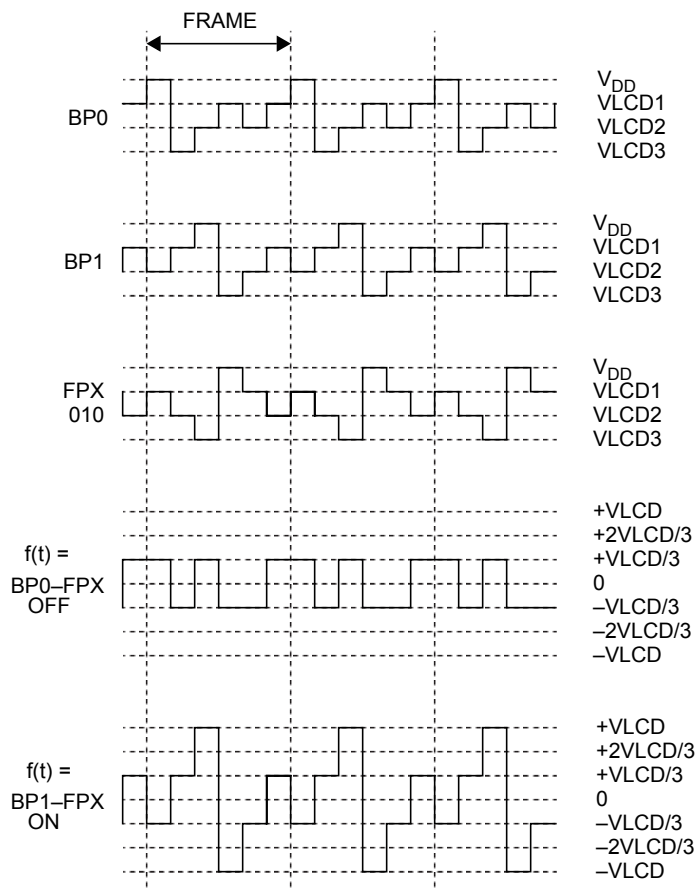 FRAME
BP0
V_DD
VLCD1
VLCD2
VLCD3
BP1
V_DD
VLCD1
VLCD2
VLCD3
FPX
010
V_DD
VLCD1
VLCD2
VLCD3
f(t) =
BP0–FPX
OFF
+VLCD
+2VLCD/3
+VLCD/3
0
–VLCD/3
–2VLCD/3
–VLCD
f(t) =
BP1–FPX
ON
+VLCD
+2VLCD/3
+VLCD/3
0
–VLCD/3
–2VLCD/3
–VLCD